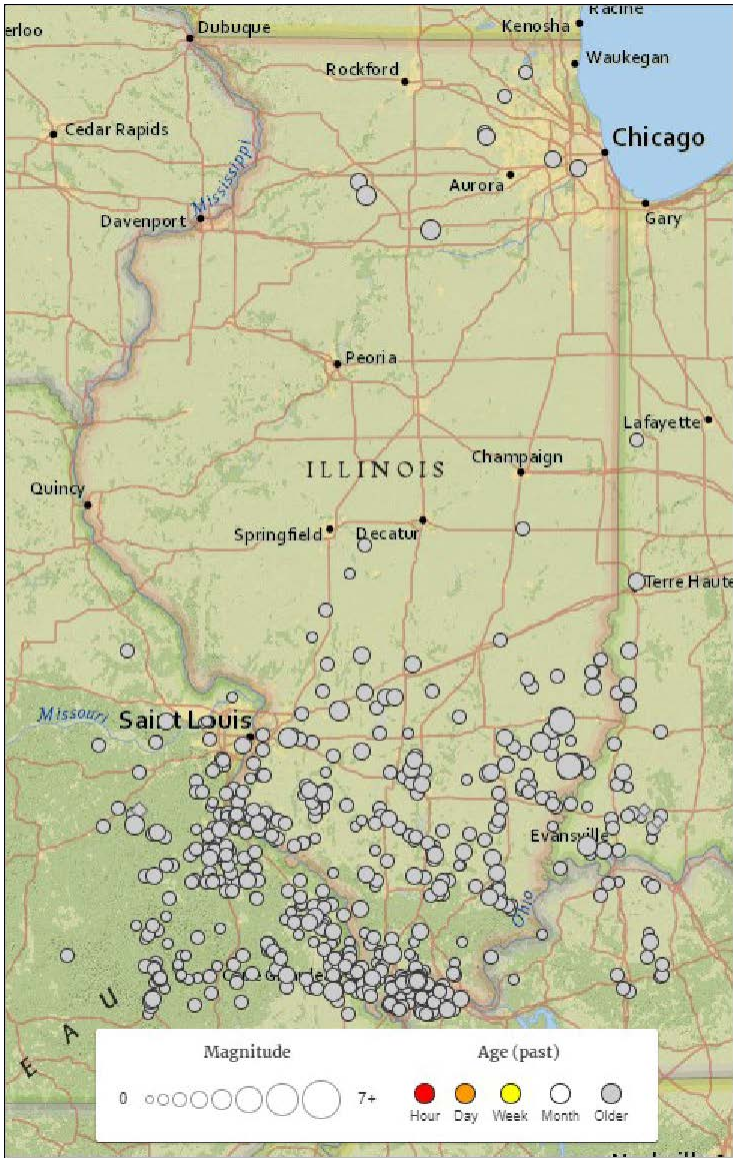 Racine
erloo
Dubuque
Kenosha
Waukegan
Rockford
Cedar Rapids
Chicago
Mississippi
Aurora
Davenport
Gary
Peoria
Lafayette
Champaign
ILLINOIS
Quincy
Springfield
Decatur
Terre Haute
Missouri
Saint Louis
Evansville
Ohio
E A U
Magnitude
Age (past)
0
7+
Hour
Day
Week
Month
Older